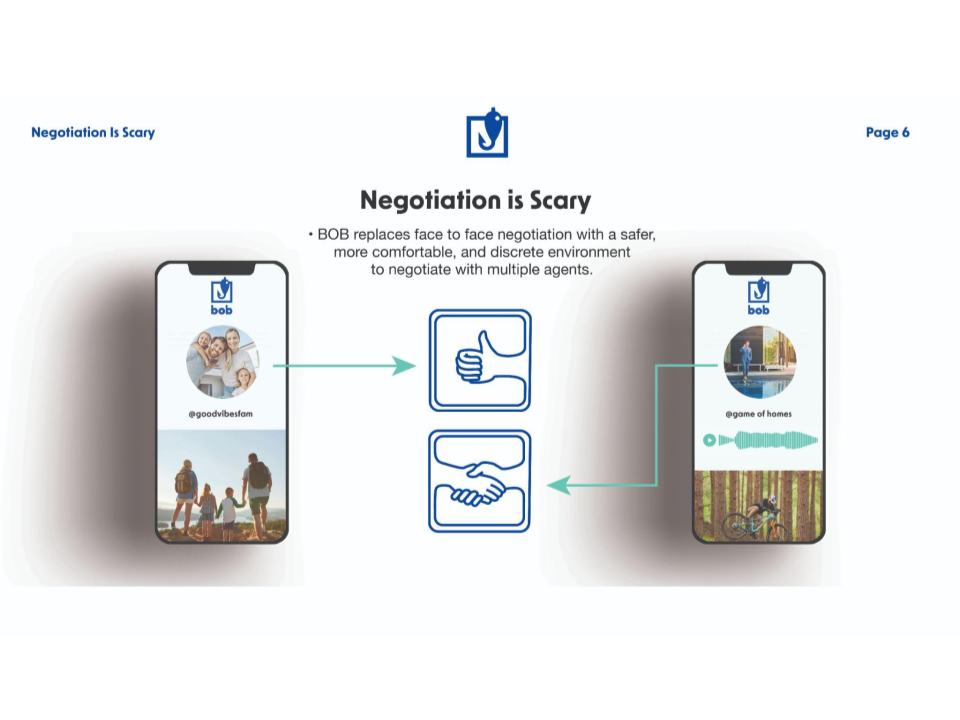 Negotiation Is Scary
Page 6
Negotiation is Scary
• BOB replaces face to face negotiation with a safer,
more comfortable, and discrete environment
to negotiate with multiple agents.
bob
@goodvibesfam
bob
@game of homes